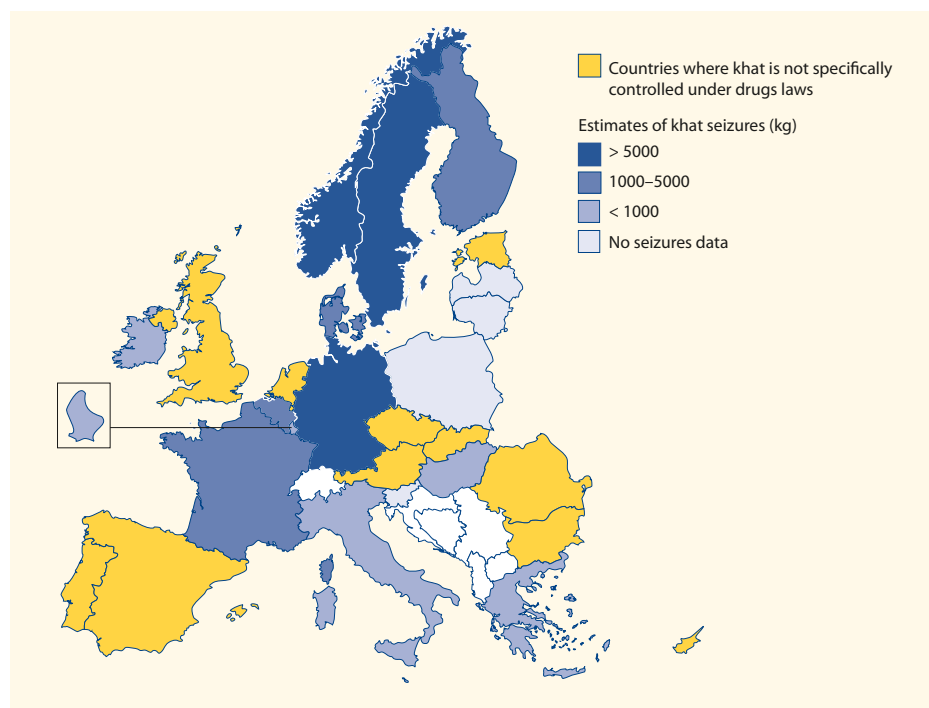 Countries where khat is not specifically
controlled under drugs laws
Estimates of khat seizures (kg)
> 5000
1000–5000
< 1000
No seizures data